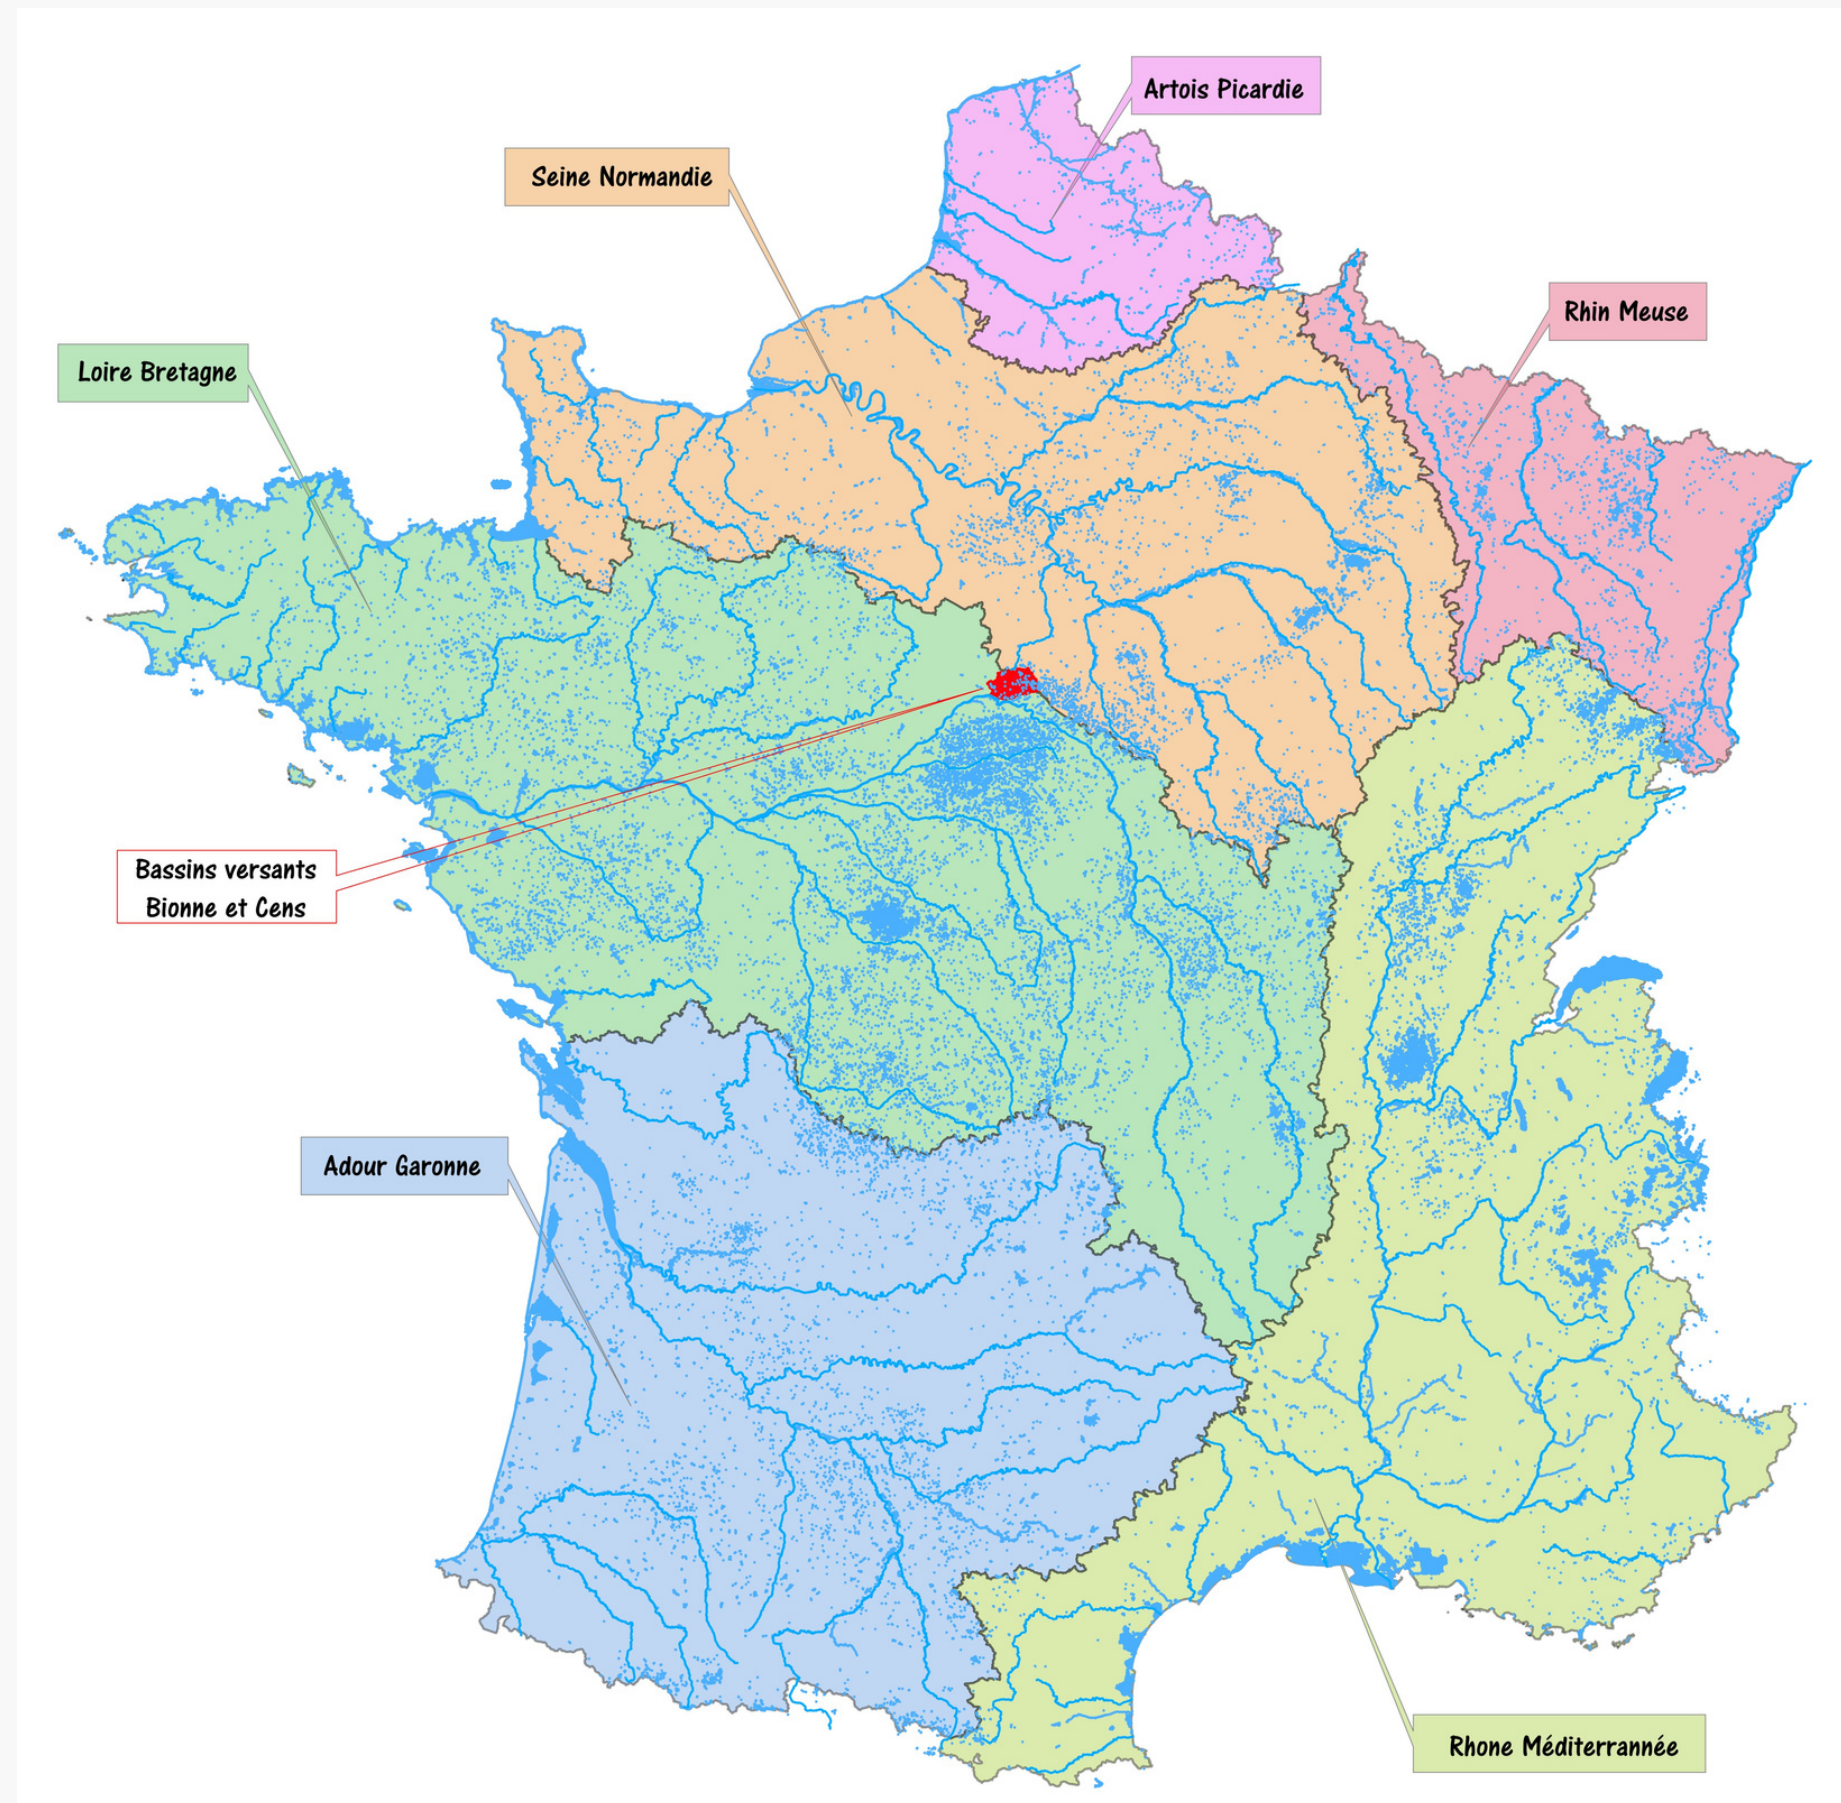 Artois Picardie
Seine Normandie
Rhin Meuse
Loire Bretagne
Bassins versants
Bionne et Cens
Adour Garonne
Rhone Méditerrannée